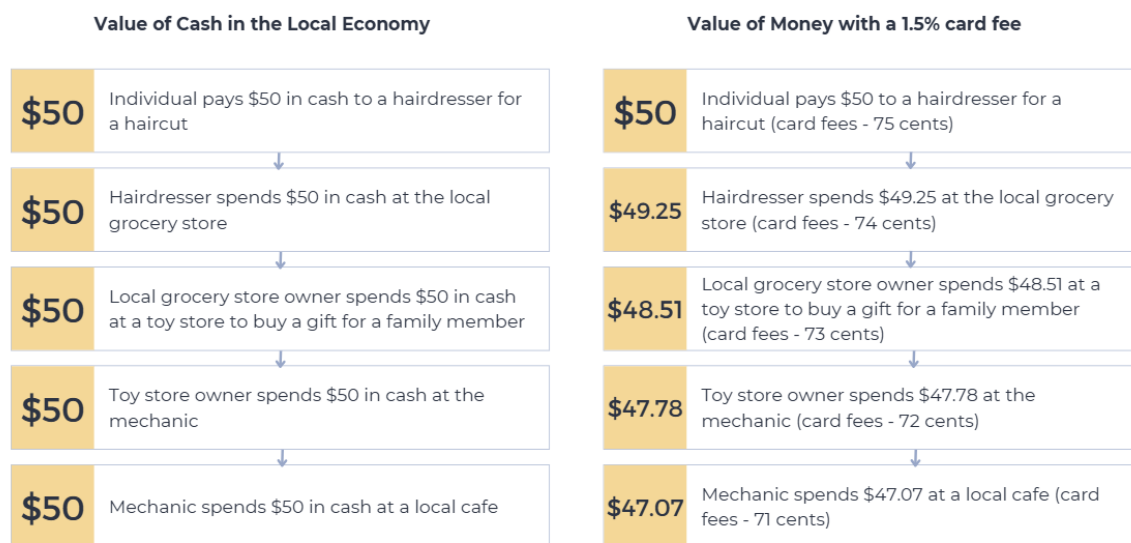 Value of Cash in the Local Economy
$50
Individual pays $50 in cash to a hairdresser for
a haircut
$50
Hairdresser spends $50 in cash at the local
grocery store
$50
Local grocery store owner spends $50 in cash
at a toy store to buy a gift for a family member
$50
Toy store owner spends $50 in cash at the
mechanic
$50
Mechanic spends $50 in cash at a local cafe
Value of Money with a 1.5% card fee
$50
Individual pays $50 to a hairdresser for a
haircut (card fees - 75 cents)
$49.25
Hairdresser spends $49.25 at the local grocery
store (card fees - 74 cents)
$48.51
Local grocery store owner spends $48.51 at a
toy store to buy a gift for a family member
(card fees - 73 cents)
$47.78
Toy store owner spends $47.78 at the
mechanic (card fees - 72 cents)
$47.07
Mechanic spends $47.07 at a local cafe (card
fees - 71 cents)